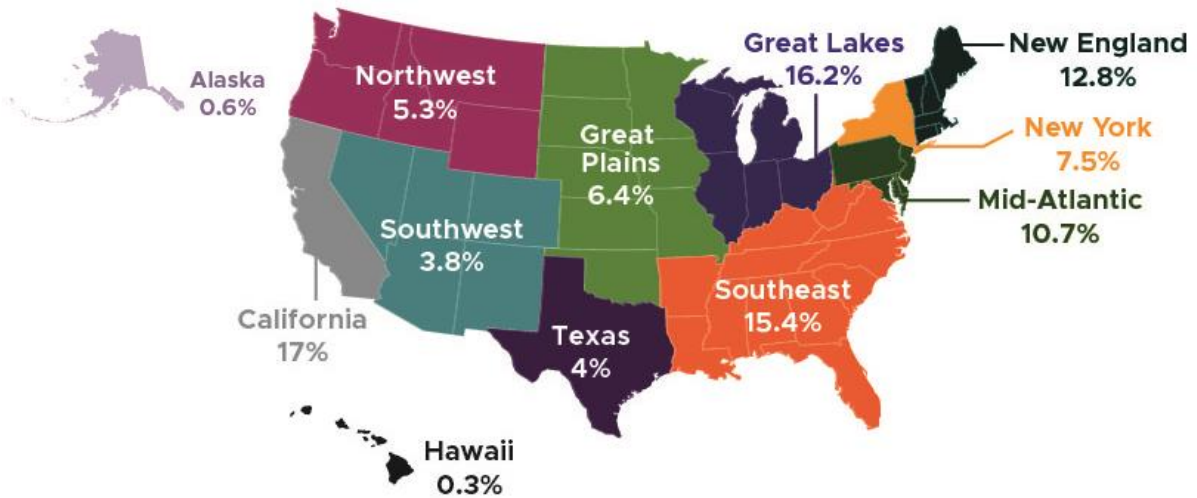 Alaska
0.6%
Northwest
5.3%
Great Lakes
16.2%
New England
12.8%
Great
Plains
6.4%
New York
7.5%
Mid-Atlantic
10.7%
Southwest
3.8%
California
17%
Texas
4%
Southeast
15.4%
Hawaii
0.3%